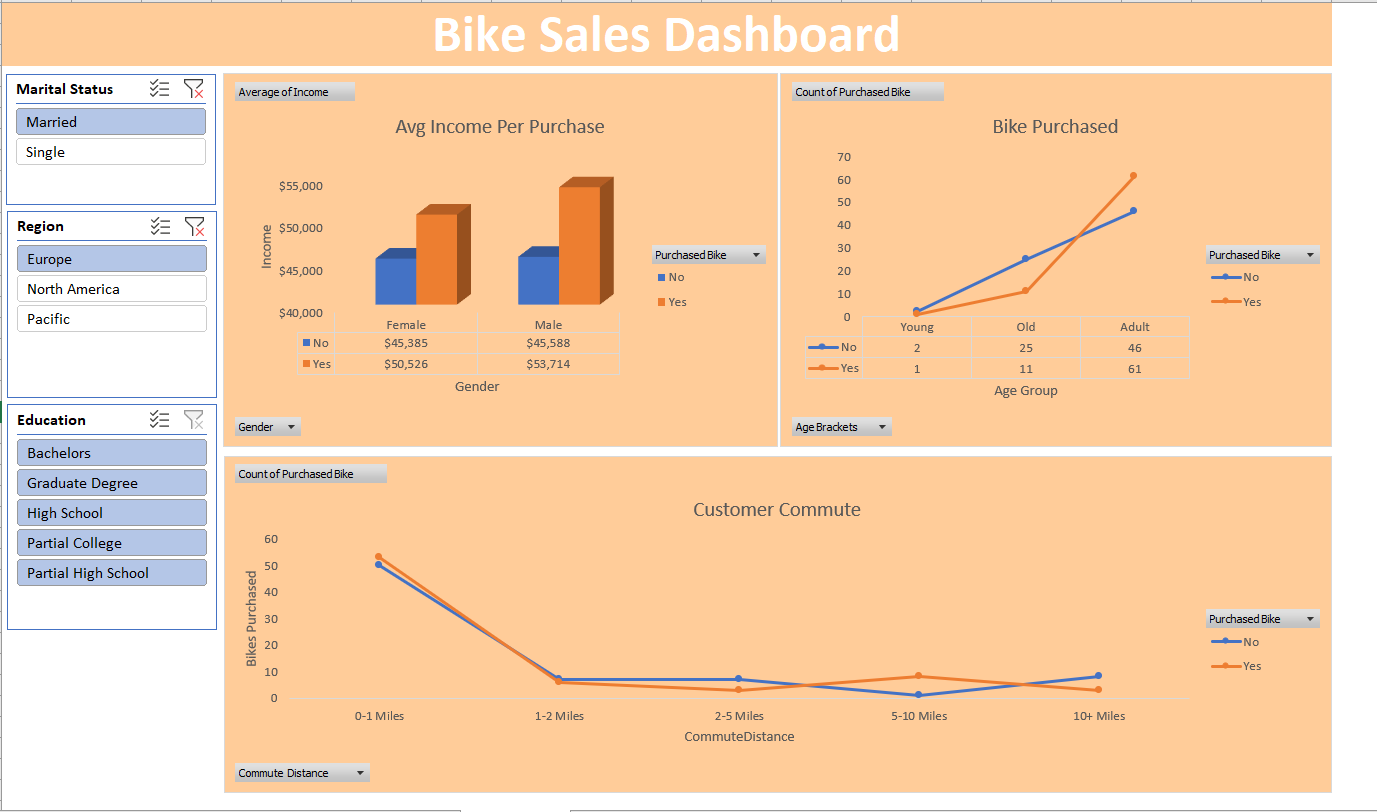 Bike Sales Dashboard
Marital Status
Married
Single
Region
Europe
North America
Pacific
Education
Bachelors
Graduate Degree
High School
Partial College
Partial High School
Average of Income
Avg Income Per Purchase
Income
$55,000
$50,000
$45,000
$40,000
Female Male
No $45,385 $45,588
Yes $50,526 $53,714
Gender
Purchased Bike
No
Yes
Gender
Count of Purchased Bike
Bike Purchased
70
60
50
40
30
20
10
0
Young Old Adult
No 2 25 46
Yes 1 11 61
Age Group
Purchased Bike
No
Yes
Age Brackets
Count of Purchased Bike
Customer Commute
Bikes Purchased
60
50
40
30
20
10
0
0-1 Miles 1-2 Miles 2-5 Miles 5-10 Miles 10+ Miles
CommuteDistance
Purchased Bike
No
Yes
Commute Distance